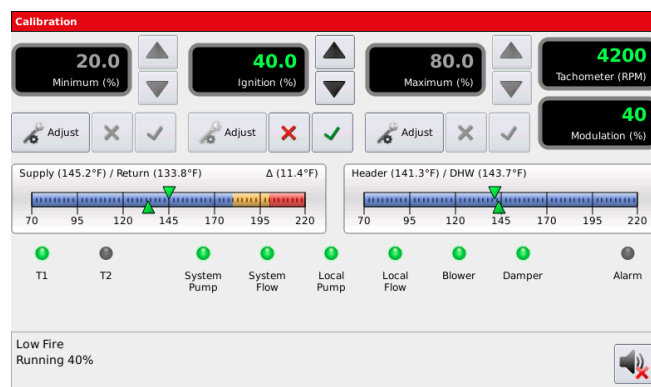 Calibration
20.0
Minimum (%)
40.0
Ignition (%)
80.0
Maximum (%)
4200
Tachometer (RPM)
Adjust
Adjust
Adjust
40
Modulation (%)
Supply (145.2°F) / Return (133.8°F) Δ (11.4°F)
70 95 120 145 170 195 220
Header (141.3°F) / DHW (143.7°F)
70 95 120 145 170 195 220
T1
T2
System
Pump
System
Flow
Local
Pump
Local
Flow
Blower
Damper
Alarm
Low Fire
Running 40%